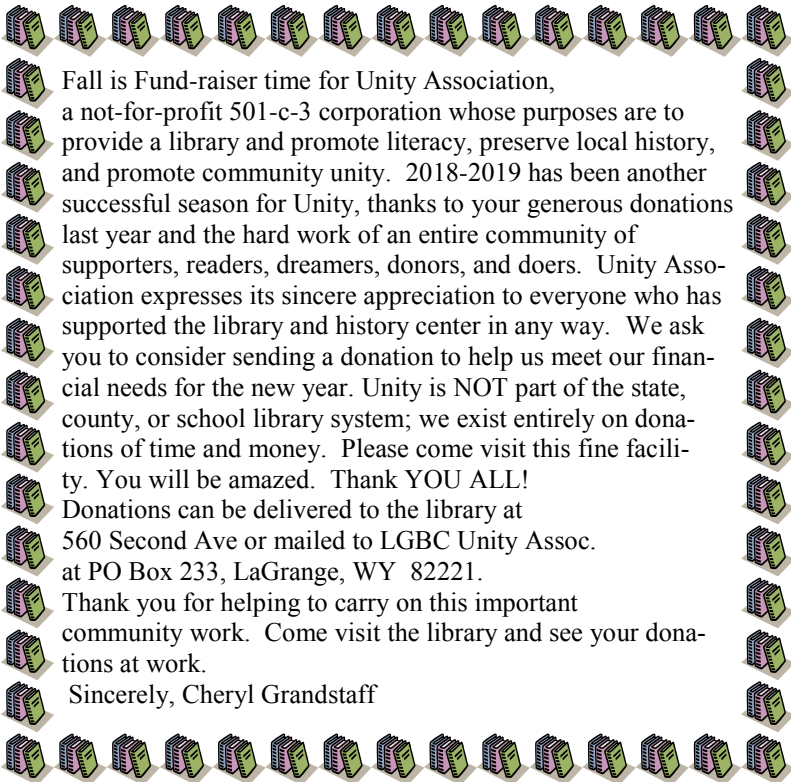 Fall is Fund-raiser time for Unity Association,
a not-for-profit 501-c-3 corporation whose purposes are to
provide a library and promote literacy, preserve local history,
and promote community unity.  2018-2019 has been another
successful season for Unity, thanks to your generous donations
last year and the hard work of an entire community of
supporters, readers, dreamers, donors, and doers.  Unity Asso-
ciation expresses its sincere appreciation to everyone who has
supported the library and history center in any way.  We ask
you to consider sending a donation to help us meet our finan-
cial needs for the new year. Unity is NOT part of the state,
county, or school library system; we exist entirely on dona-
tions of time and money.  Please come visit this fine facili-
ty. You will be amazed.  Thank YOU ALL!
Donations can be delivered to the library at
560 Second Ave or mailed to LGBC Unity Assoc.
at PO Box 233, LaGrange, WY  82221.
Thank you for helping to carry on this important
community work.  Come visit the library and see your dona-
tions at work.
Sincerely, Cheryl Grandstaff